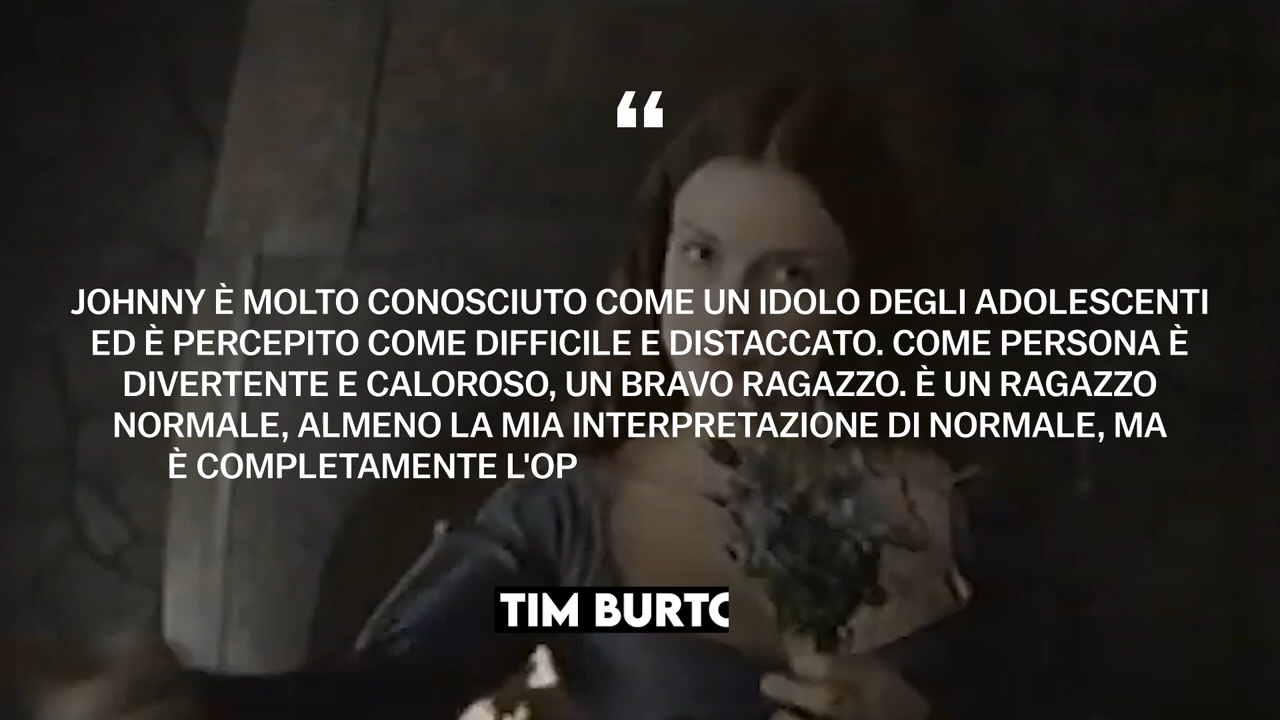 “
JOHNNY È MOLTO CONOSCIUTO COME UN IDOLO DEGLI ADOLESCENTI
ED È PERCEPITO COME DIFFICILE E DISTACCATO. COME PERSONA È
DIVERTENTE E CALOROSO, UN BRAVO RAGAZZO. È UN RAGAZZO
NORMALE, ALMENO LA MIA INTERPRETAZIONE DI NORMALE, MA
È COMPLETAMENTE L'OP
TIM BURTO